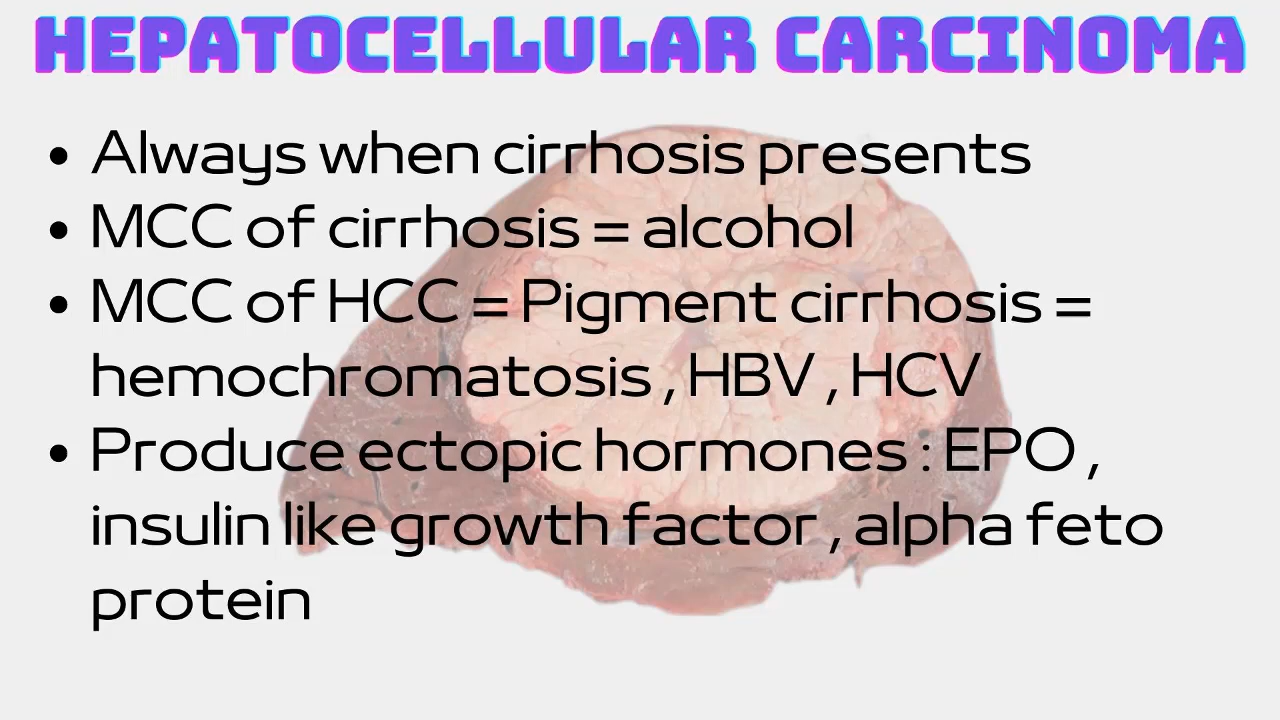 HEPATOCELLULAR CARCINOMA
• Always when cirrhosis presents
• MCC of cirrhosis = alcohol
• MCC of HCC = Pigment cirrhosis =
hemochromatosis , HBV , HCV
• Produce ectopic hormones : EPO ,
insulin like growth factor , alpha feto
protein